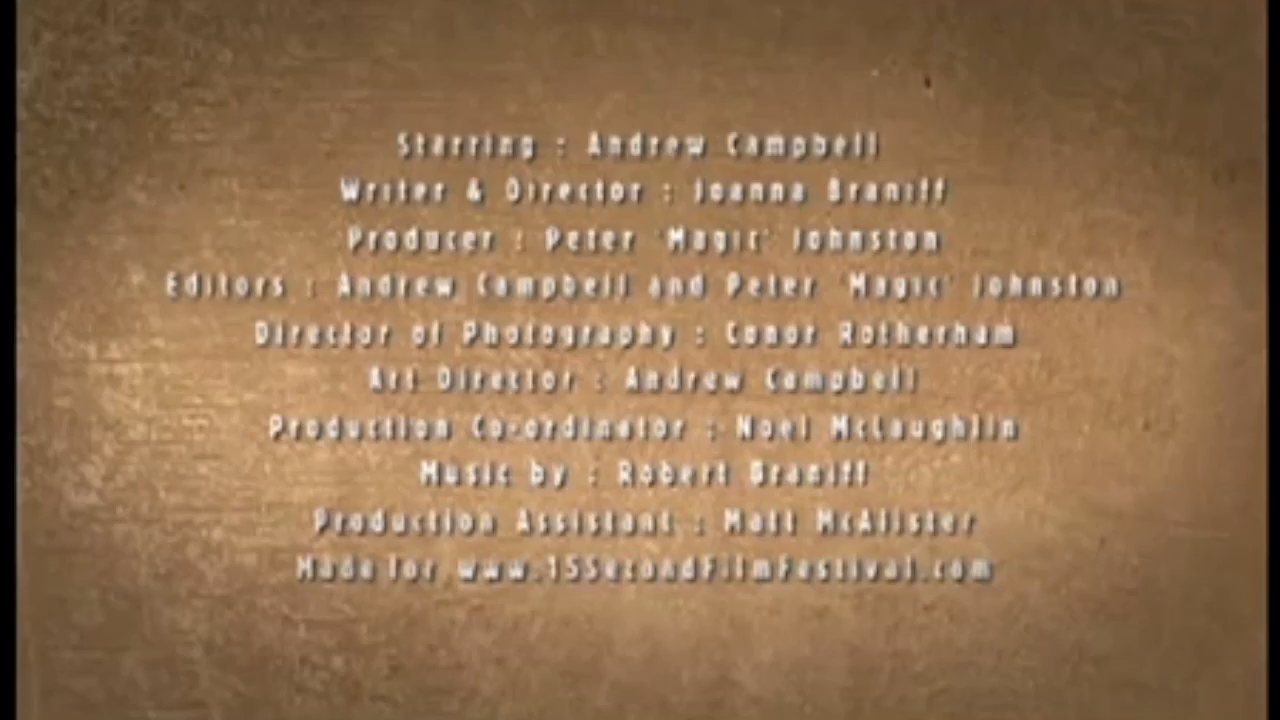 Starring : Andrew Campbell
Writer & Director : Joanna Braniff
Producer : Peter 'Magic' Johnston
Editors : Andrew Campbell and Peter 'Magic' Johnston
Director of Photography : Conor Rotherham
Art Director : Andrew Campbell
Production Co-ordinator : Noel McLaughlin
Music by : Robert Braniff
Production Assistant : Matt McAlister
Made for www.15SecondFilmFestival.com